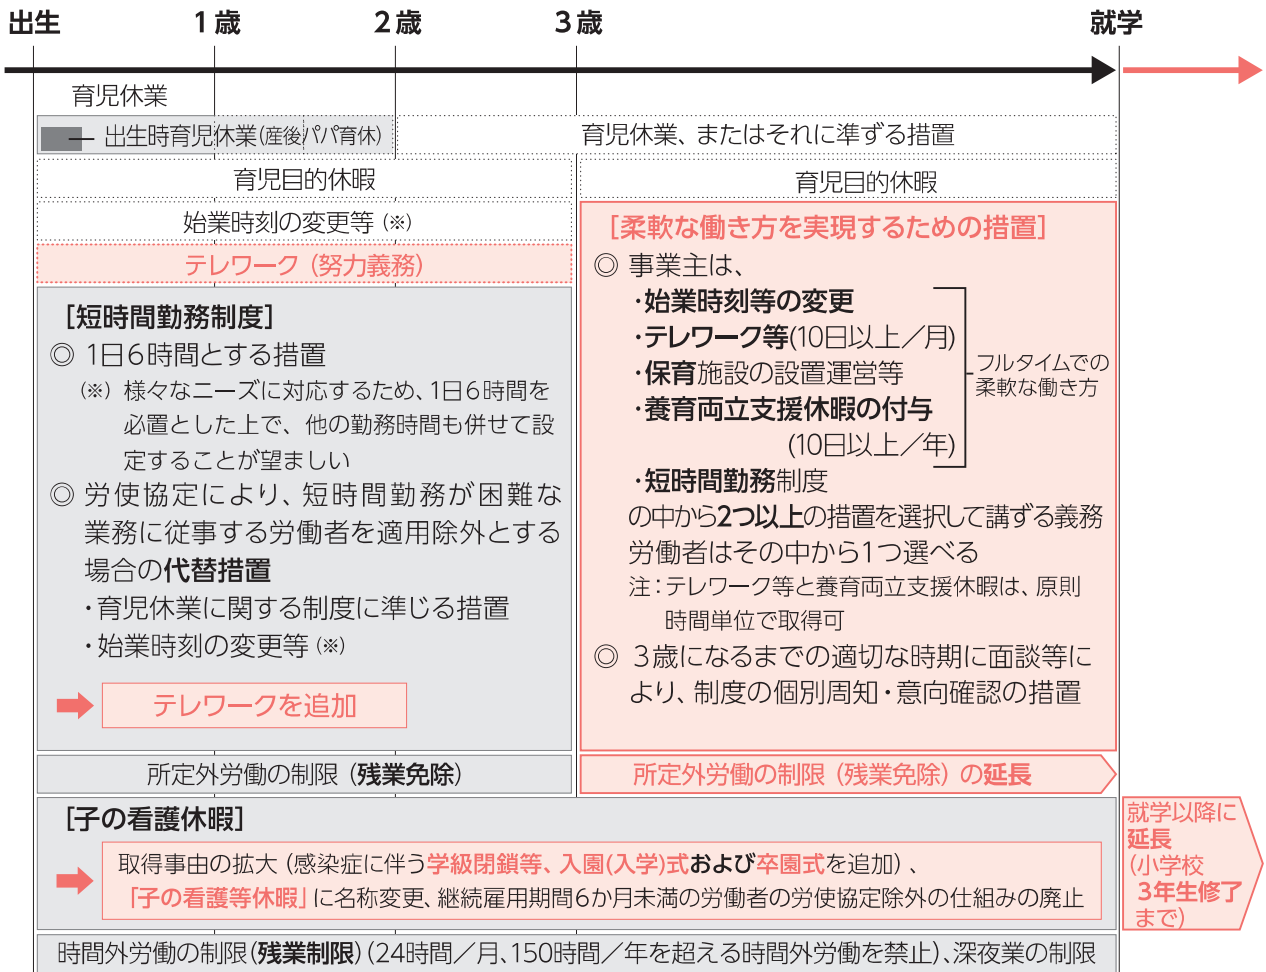 出生
1歳
2歳
3歳
就学
育児休業
出生時育児休業(産後パパ育休)
育児休業、またはそれに準ずる措置
育児目的休暇
育児目的休暇
始業時刻の変更等(※)
テレワーク(努力義務)
[短時間勤務制度]
◎ 1日6時間とする措置
(※) 様々なニーズに対応するため、1日6時間を
必置とした上で、他の勤務時間も併せて設
定することが望ましい
◎ 労使協定により、短時間勤務が困難な
業務に従事する労働者を適用除外とする
場合の代替措置
・育児休業に関する制度に準じる措置
・始業時刻の変更等(※)
テレワークを追加
[柔軟な働き方を実現するための措置]
◎ 事業主は、
・始業時刻等の変更
・テレワーク等(10日以上/月)
・保育施設の設置運営等
・養育両立支援休暇の付与
(10日以上/年)
フルタイムでの
柔軟な働き方
・短時間勤務制度
の中から2つ以上の措置を選択して講ずる義務
労働者はその中から1つ選べる
注:テレワーク等と養育両立支援休暇は、原則
時間単位で取得可
◎ 3歳になるまでの適切な時期に面談等に
より、制度の個別周知・意向確認の措置
所定外労働の制限(残業免除)
所定外労働の制限(残業免除)の延長
[子の看護休暇]
取得事由の拡大(感染症に伴う学級閉鎖等、入園(入学)式および卒園式を追加)、
「子の看護等休暇」に名称変更、継続雇用期間6か月未満の労働者の労使協定除外の仕組みの廃止
就学以降に
延長
(小学校
3年生修了
まで)
時間外労働の制限(残業制限)(24時間/月、150時間/年を超える時間外労働を禁止)、深夜業の制限